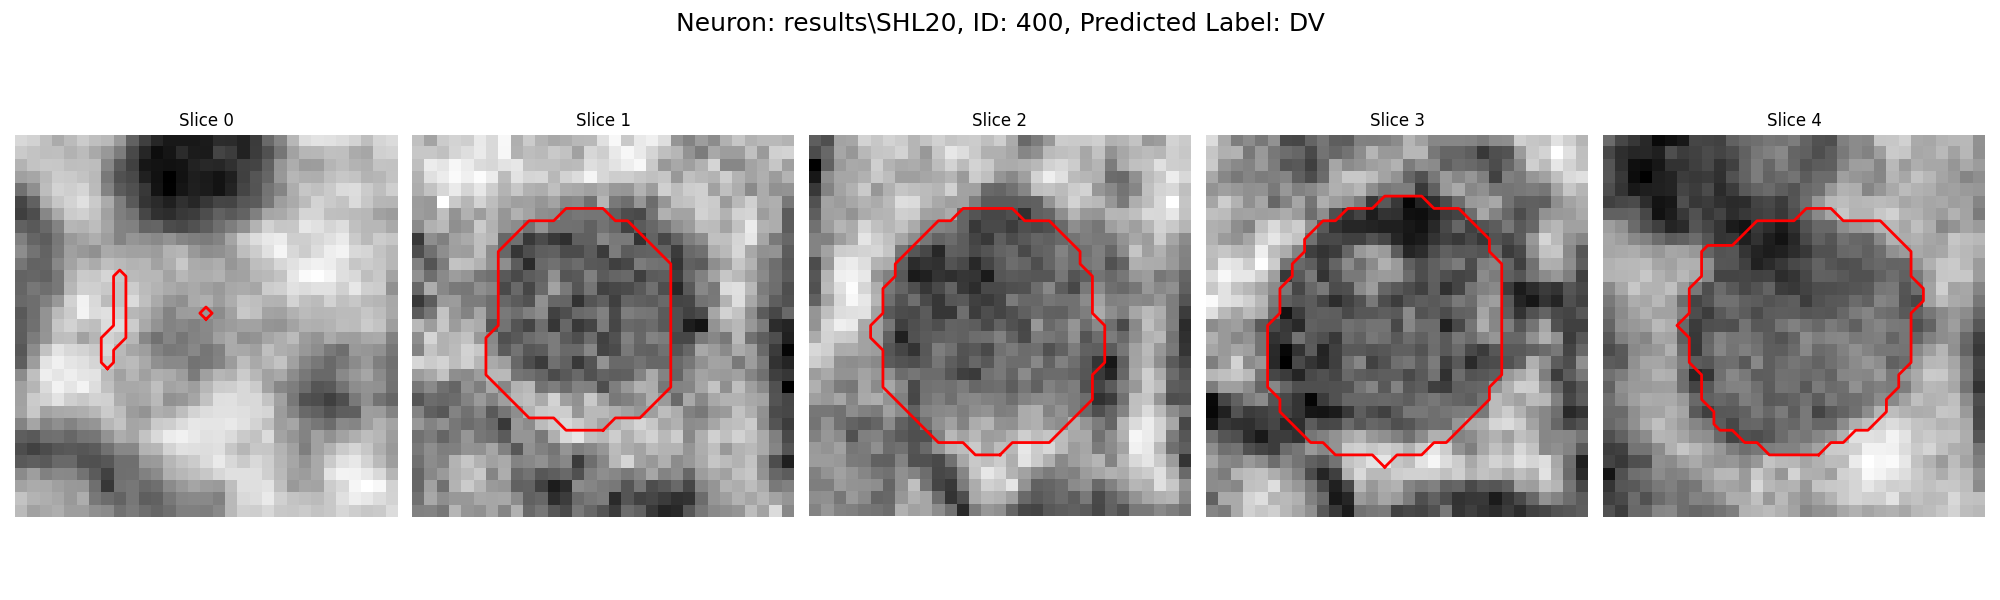 Neuron: results\SHL20, ID: 400, Predicted Label: DV
Slice 0
Slice 1
Slice 2
Slice 3
Slice 4